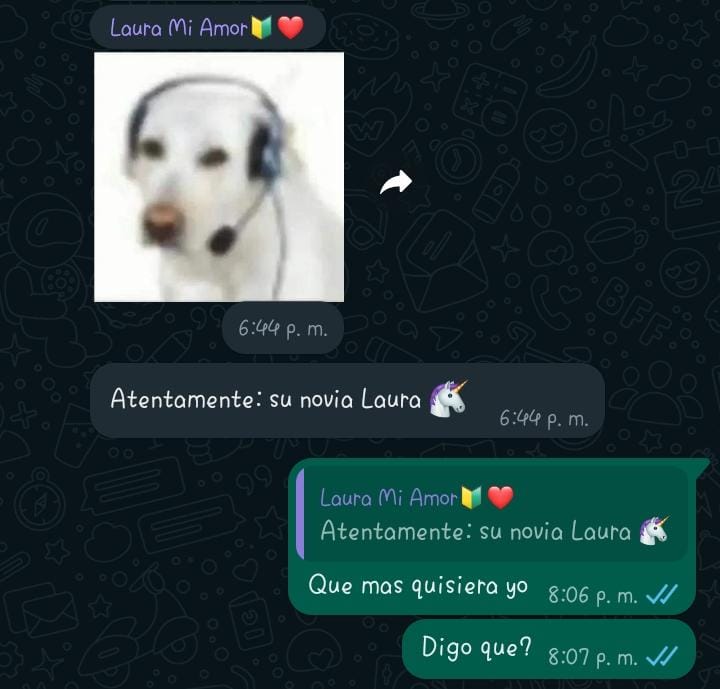 Laura Mi Amor🔰❤️
6:44 p. m.
Atentamente: su novia Laura 🦄
6:44 p. m.
Laura Mi Amor🔰❤️
Atentamente: su novia Laura 🦄
Que mas quisiera yo
8:06 p. m.
Digo que?
8:07 p. m.